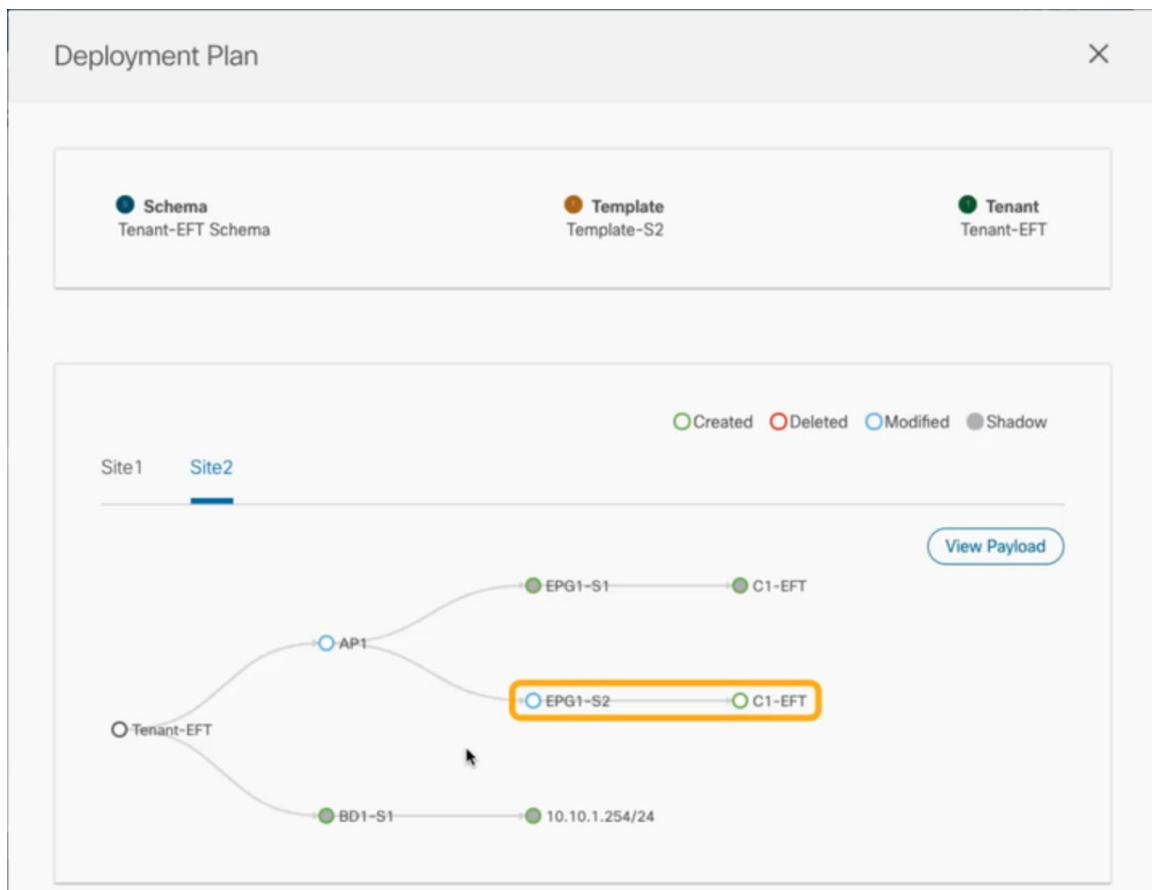 Deployment Plan
Schema
Tenant-EFT Schema
Template
Template-S2
Tenant
Tenant-EFT
Created Deleted Modified Shadow
Site1 Site2
View Payload
EPG1-S1 C1-EFT
AP1
EPG1-S2 C1-EFT
Tenant-EFT
BD1-S1 10.10.1.254/24